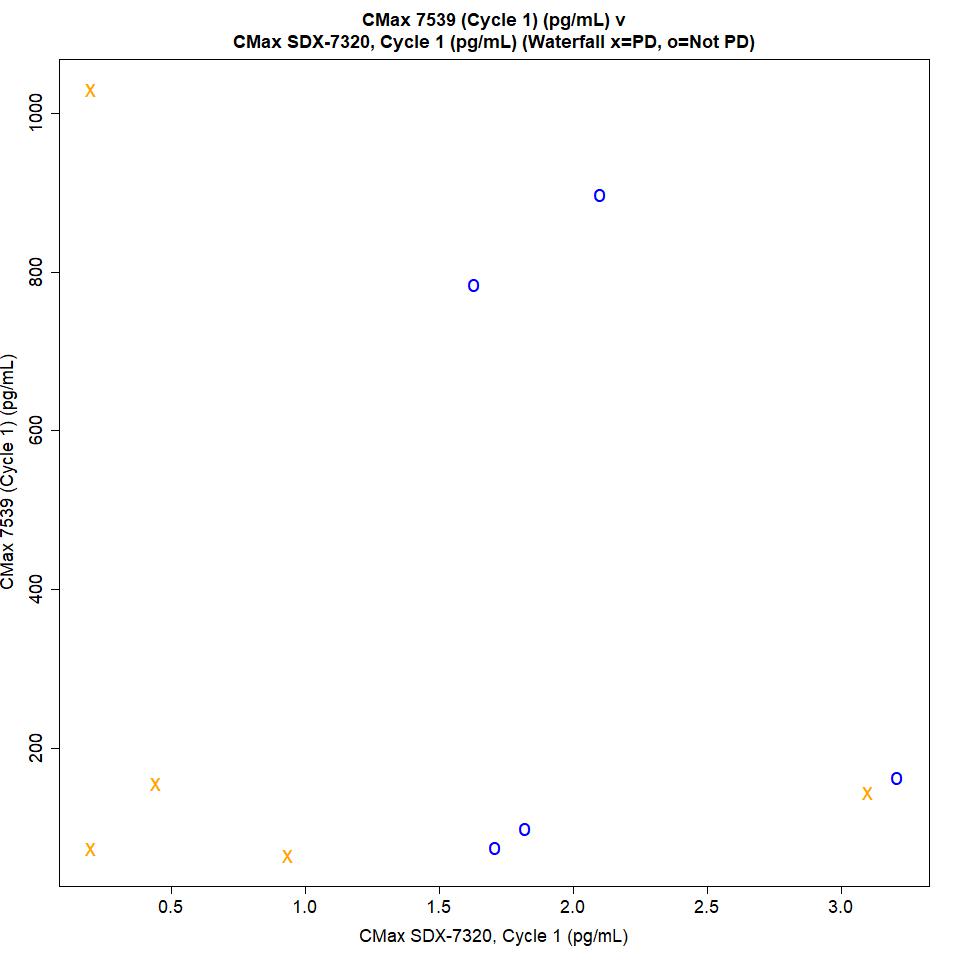 CMax 7539 (Cycle 1) (pg/mL) v
CMax SDX-7320, Cycle 1 (pg/mL) (Waterfall x=PD, o=Not PD)
CMax 7539 (Cycle 1) (pg/mL)
1000
800
600
400
200
X
O
O
X
O
X
O
O
X
X
0.5
1.0
1.5
2.0
2.5
3.0
CMax SDX-7320, Cycle 1 (pg/mL)